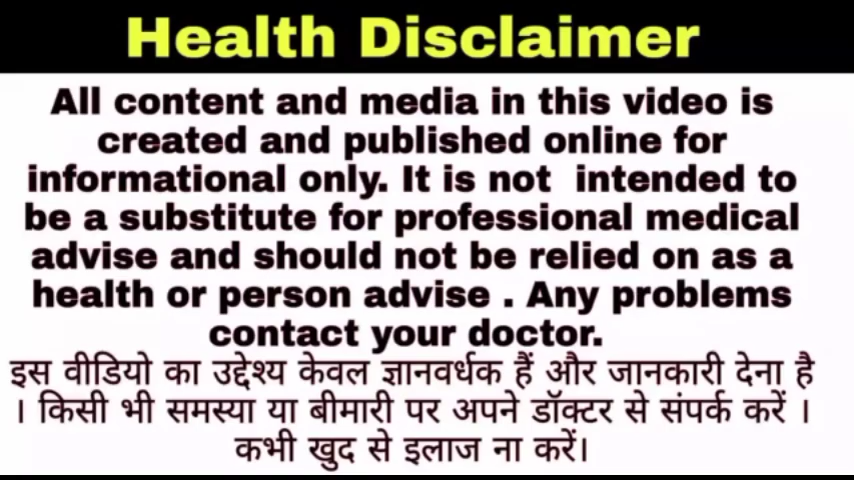 Health Disclaimer
All content and media in this video is
created and published online for
informational only. It is not intended to
be a substitute for professional medical
advise and should not be relied on as a
health or person advise . Any problems
contact your doctor.
इस वीडियो का उद्देश्य केवल ज्ञानवर्धक हैं और जानकारी देना है
। किसी भी समस्या या बीमारी पर अपने डॉक्टर से संपर्क करें ।
कभी खुद से इलाज ना करें।